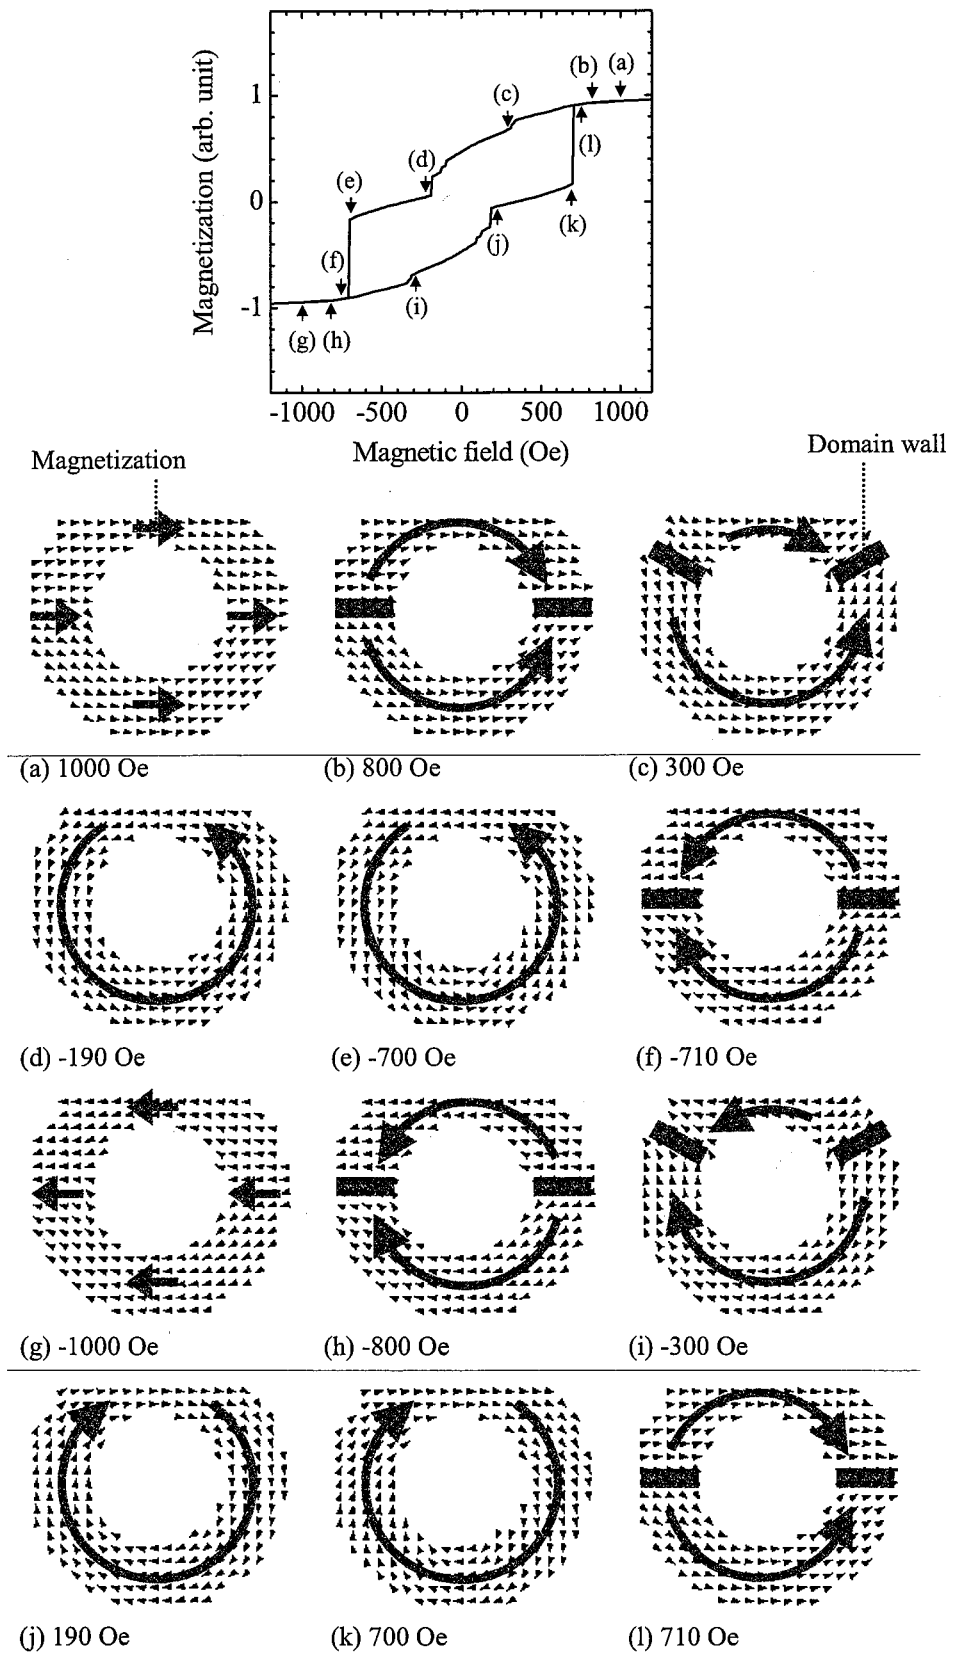 Magnetization (arb. unit)
1
0
-1
(a)
(b)
(c)
(d)
(e)
(f)
(g)
(h)
(i)
(j)
(k)
(l)
-1000 -500 0 500 1000
Magnetic field (Oe)
Magnetization
Domain wall
(a) 1000 Oe
(b) 800 Oe
(c) 300 Oe
(d) -190 Oe
(e) -700 Oe
(f) -710 Oe
(g) -1000 Oe
(h) -800 Oe
(i) -300 Oe
(j) 190 Oe
(k) 700 Oe
(l) 710 Oe